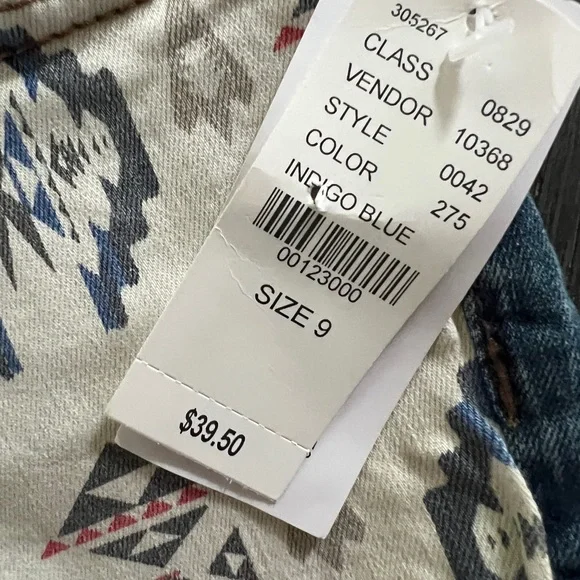 305267
CLASS 0829
VENDOR 10368
STYLE 0042
COLOR 275
INDIGO BLUE
00123000
SIZE 9
$39.50